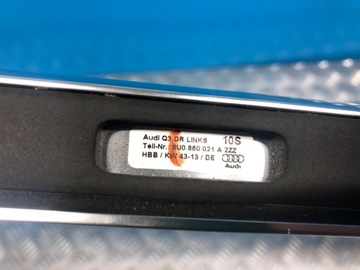 Audi Q3 DR LINKS 10S
Teil-Nr.: 8U0 860 021 A 2ZZ
HBB / KW 43-13 / DE
Audi